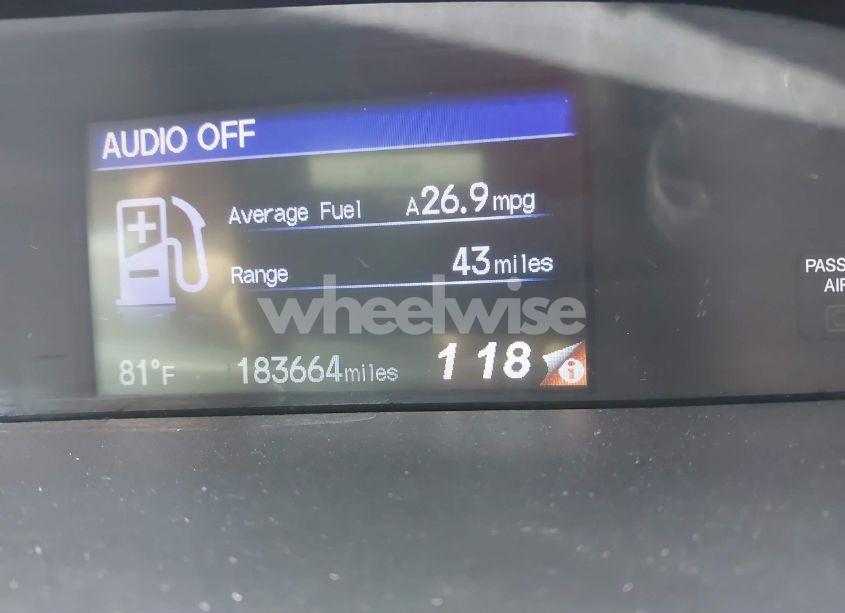 AUDIO OFF
Average Fuel A26.9mpg
Range 43miles
wheelwise
81°F 183664miles 1 18 i
PASS
AIR